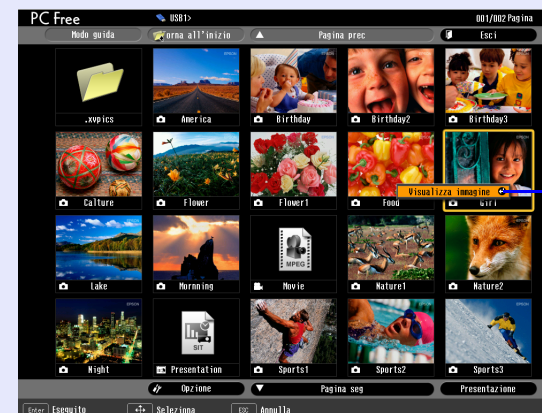 PC Free USB1> 001/002 Pagina
Modo guida Torna all'inizio Pagina prec Esci
.xvpics America Birthday Birthday2 Birthday3
Calture Flower Flower1 Food Girl
Visualizza immagine
Lake Mornning Movie Nature1 Nature2
MPEG
Night Presentation Sports1 Sports2 Sports3
SIT
Opzione Pagina seg Presentazione
Enter Eseguito Seleziona ESC Annulla